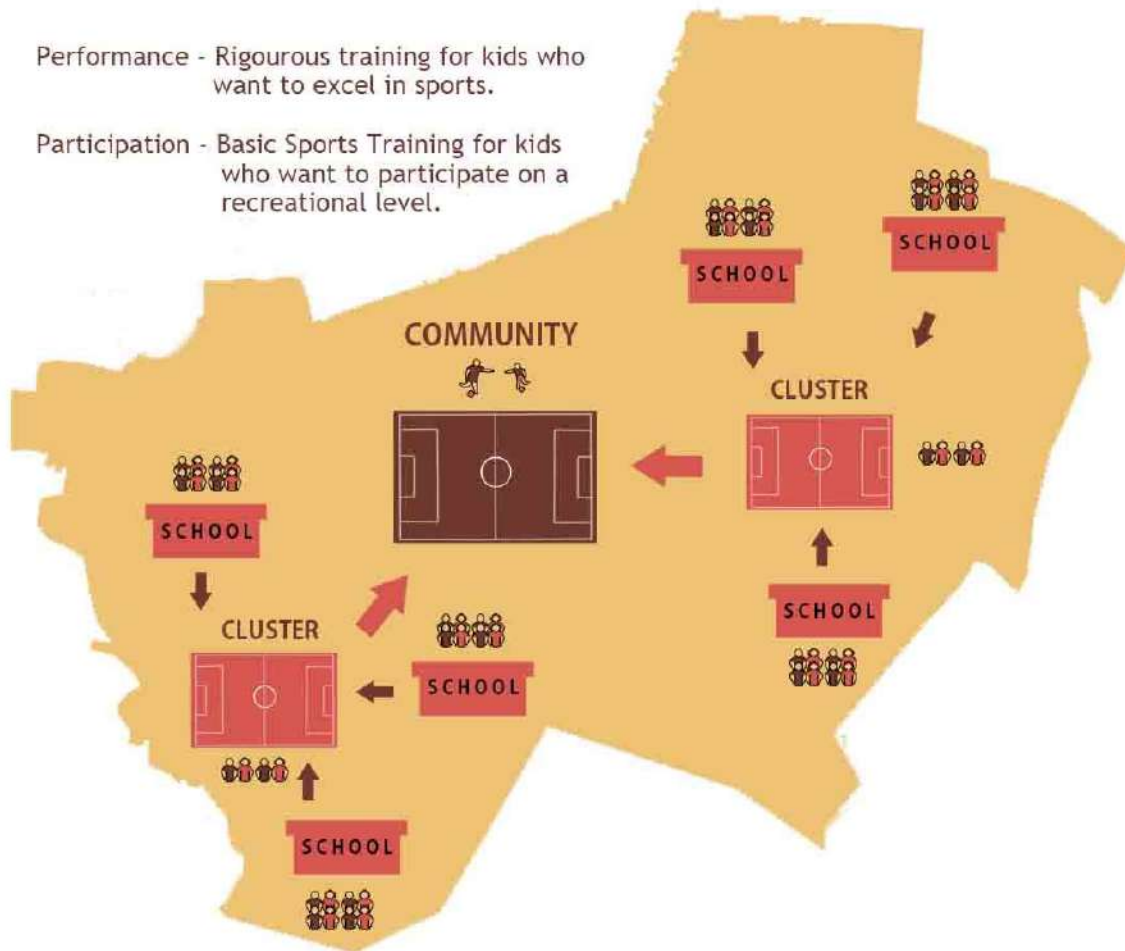 Performance - Rigourous training for kids who
want to excel in sports.
Participation - Basic Sports Training for kids
who want to participate on a
recreational level.
SCHOOL
SCHOOL
COMMUNITY
CLUSTER
SCHOOL
SCHOOL
CLUSTER
SCHOOL
SCHOOL